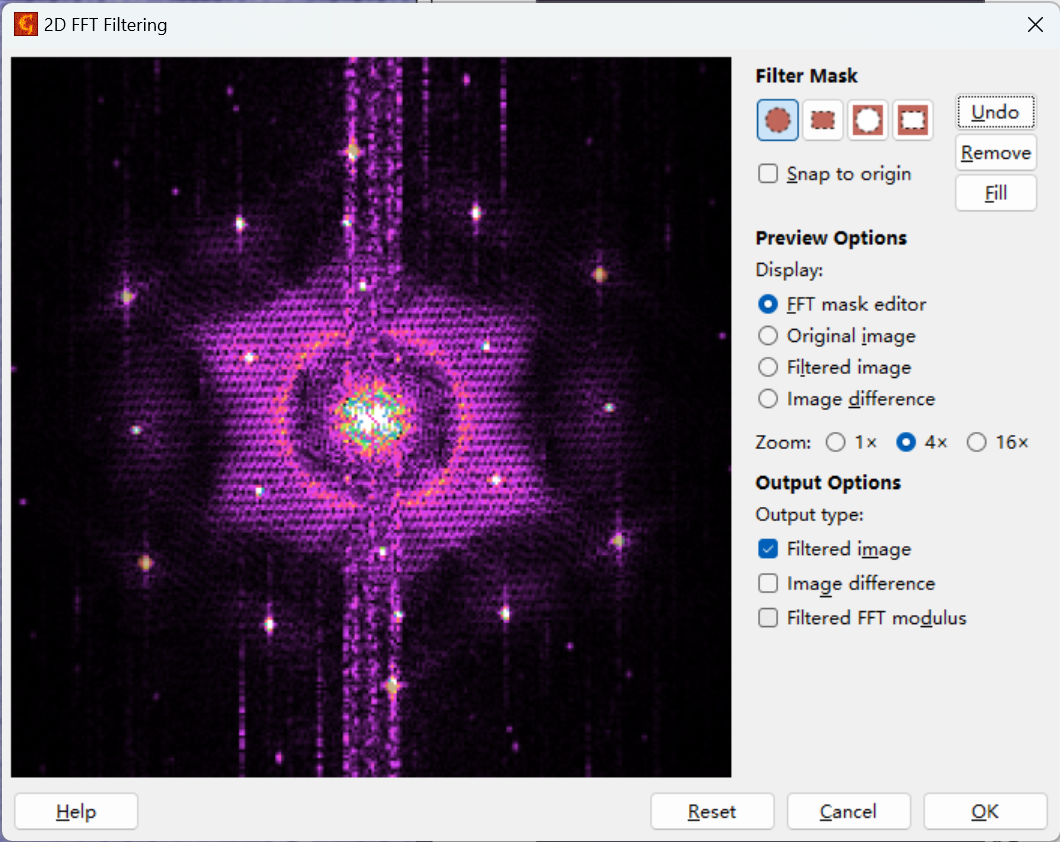 2D FFT Filtering
Filter Mask
Undo
Remove
Snap to origin
Fill
Preview Options
Display:
FFT mask editor
Original image
Filtered image
Image difference
Zoom: 1× 4× 16×
Output Options
Output type:
Filtered image
Image difference
Filtered FFT modulus
Help Reset Cancel OK